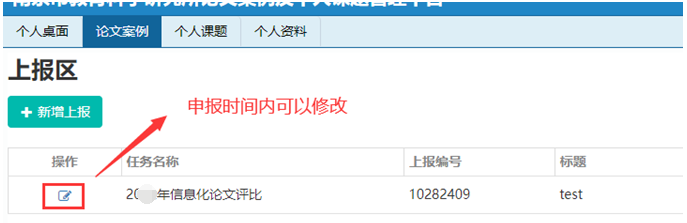 个人桌面 论文案例 个人课题 个人资料
上报区
+ 新增上报
申报时间内可以修改
操作 任务名称 上报编号 标题
20 年信息化论文评比 10282409 test